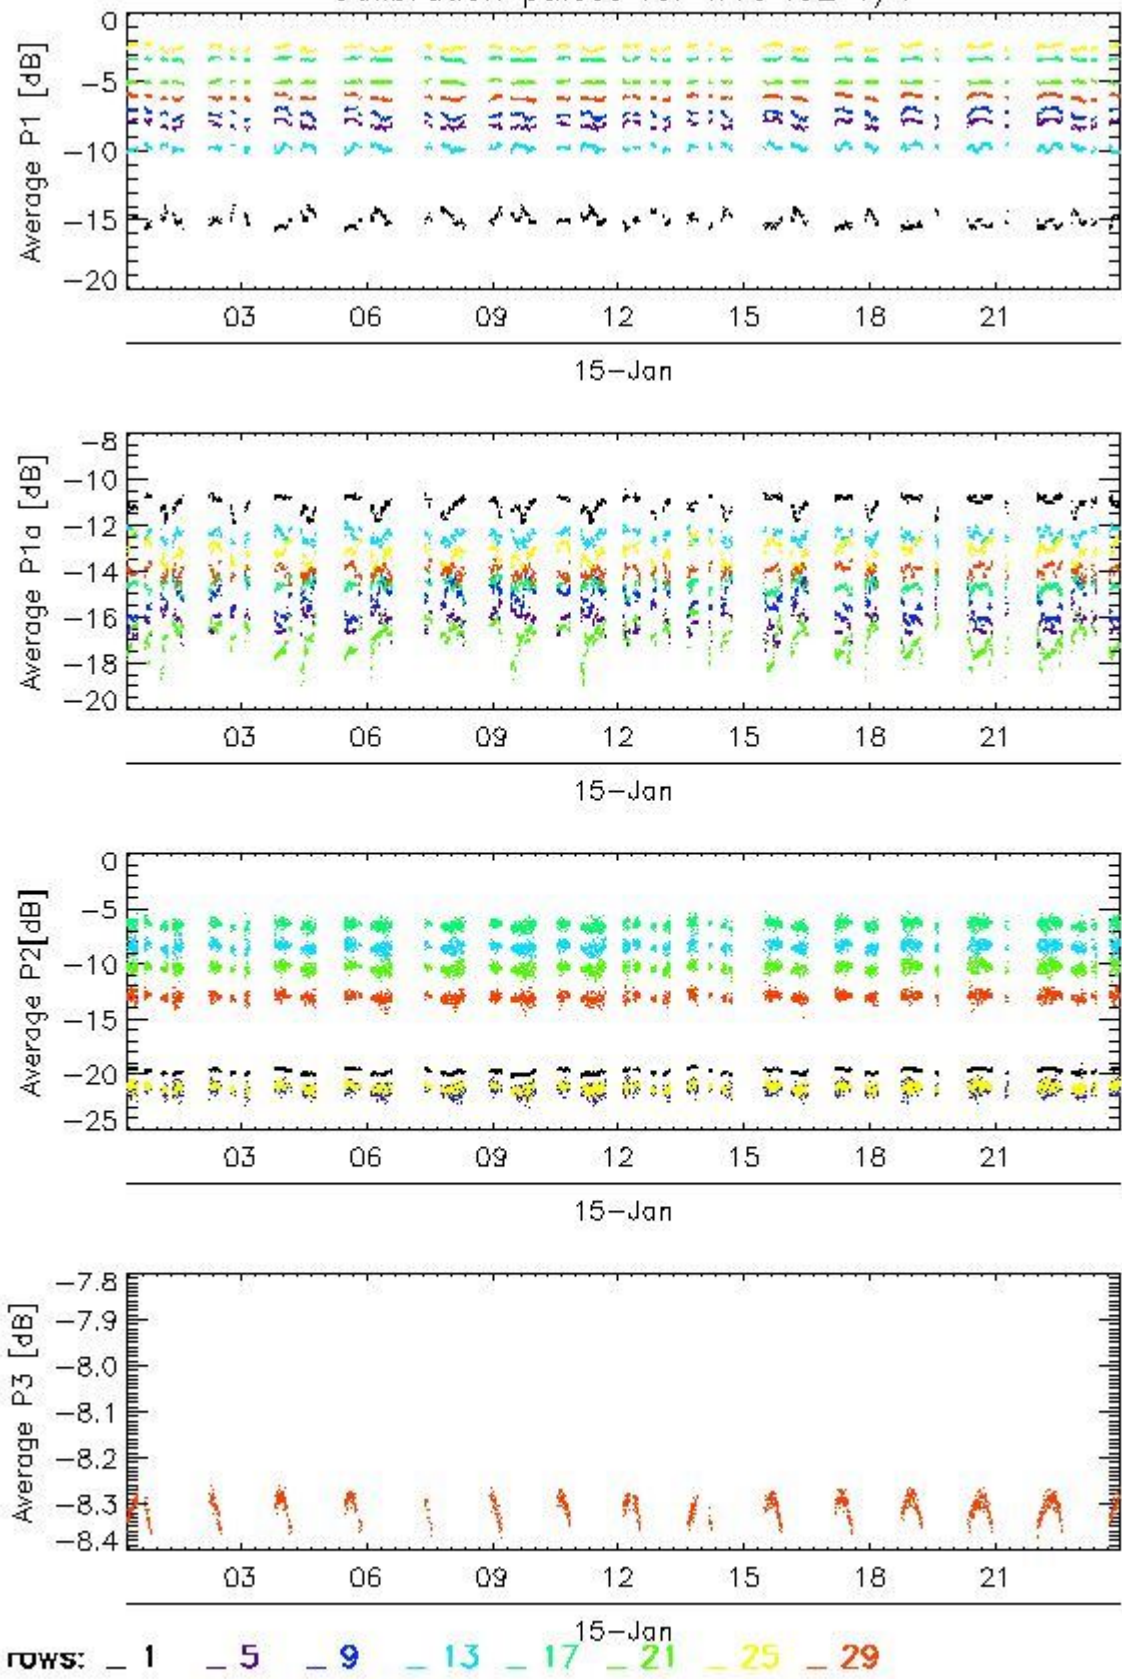 0
−5
−10
−15
−20
Average P1 [dB]
03 06 09 12 15 18 21
15−Jan
−8
−10
−12
−14
−16
−18
−20
Average P1a [dB]
03 06 09 12 15 18 21
15−Jan
0
−5
−10
−15
−20
−25
Average P2[dB]
03 06 09 12 15 18 21
15−Jan
−7.8
−7.9
−8.0
−8.1
−8.2
−8.3
−8.4
Average P3 [dB]
03 06 09 12 15 18 21
15−Jan
rows: _ 1 _ 5 _ 9 _ 13 _ 17 _ 21 _ 25 _ 29